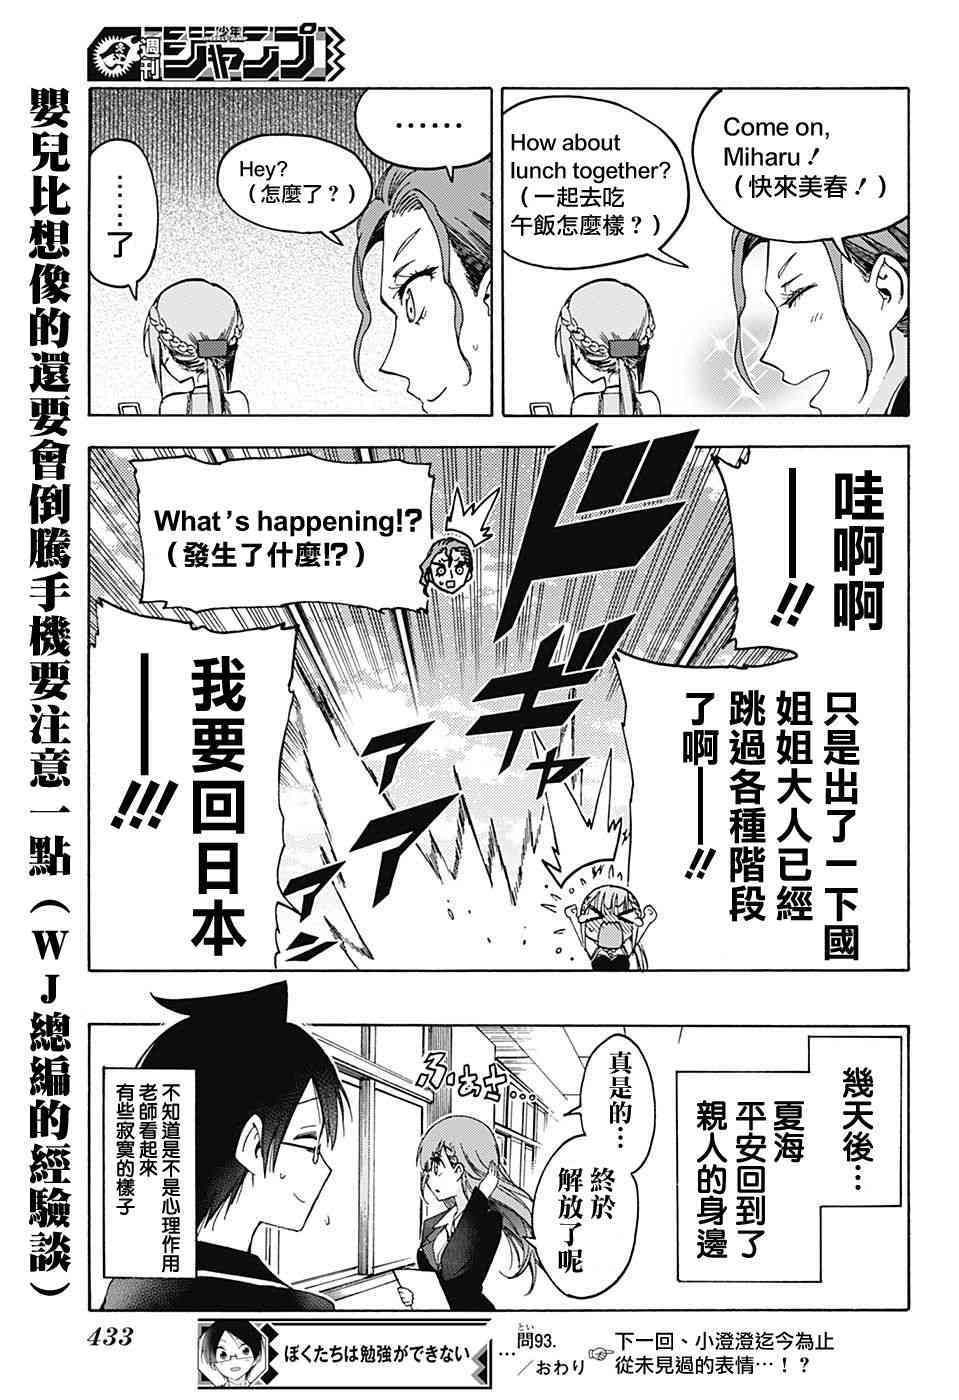 週刊
少年
ジャンプ
Come on,
Miharu!
（快來美春！）
How about
lunch together?
（一起去吃
午飯怎麼樣？）
……
Hey?
（怎麼了？）
……
了
哇啊啊
——!!
What's happening!?
（發生了什麼!?）
只是出了一下國
姐姐大人已經
跳過各種階段
了啊——!!
我要回日本
——!!!
ドギャアアア
幾天後…
夏海
平安回到了
親人的身邊
真是的…
終於
解放了呢
ふぁさ…
不知道是不是心理作用
老師看起來
有些寂寞的樣子
嬰兒比想像的還要會倒騰手機要注意一點（WJ總編的經驗談）
433
ぼくたちは勉強ができない
…
とい
問93.
／おわり
☞
下一回、小澄澄迄今為止
從未見過的表情…！？